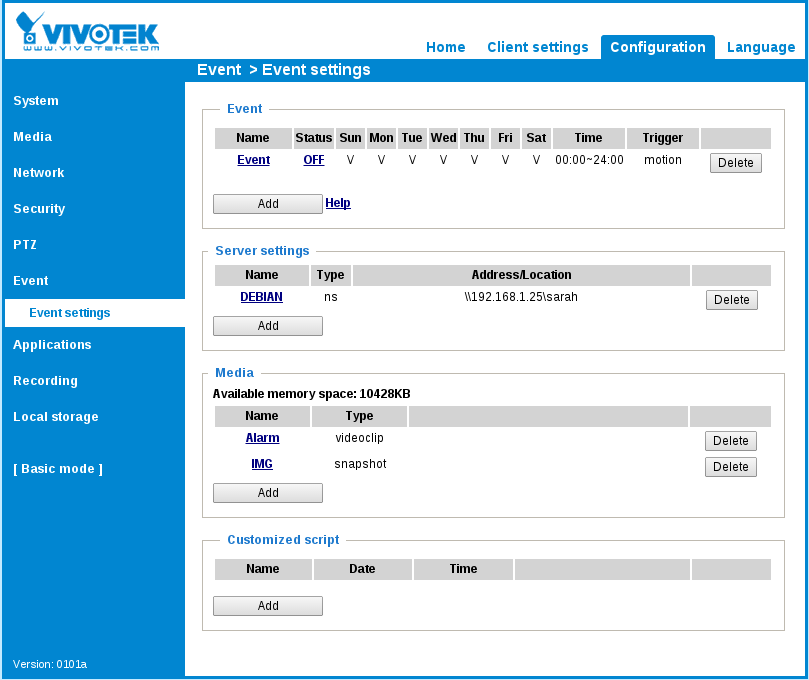 VIVOTEK
www.vivotek.com
Home Client settings Configuration Language
Event > Event settings
System
Media
Network
Security
PTZ
Event
Event settings
Applications
Recording
Local storage
[ Basic mode ]
Version: 0101a
Event
Name Status Sun Mon Tue Wed Thu Fri Sat Time Trigger
Event OFF V V V V V V V 00:00~24:00 motion Delete
Add Help
Server settings
Name Type Address/Location
DEBIAN ns \\192.168.1.25\sarah Delete
Add
Media
Available memory space: 10428KB
Name Type
Alarm videoclip Delete
IMG snapshot Delete
Add
Customized script
Name Date Time
Add